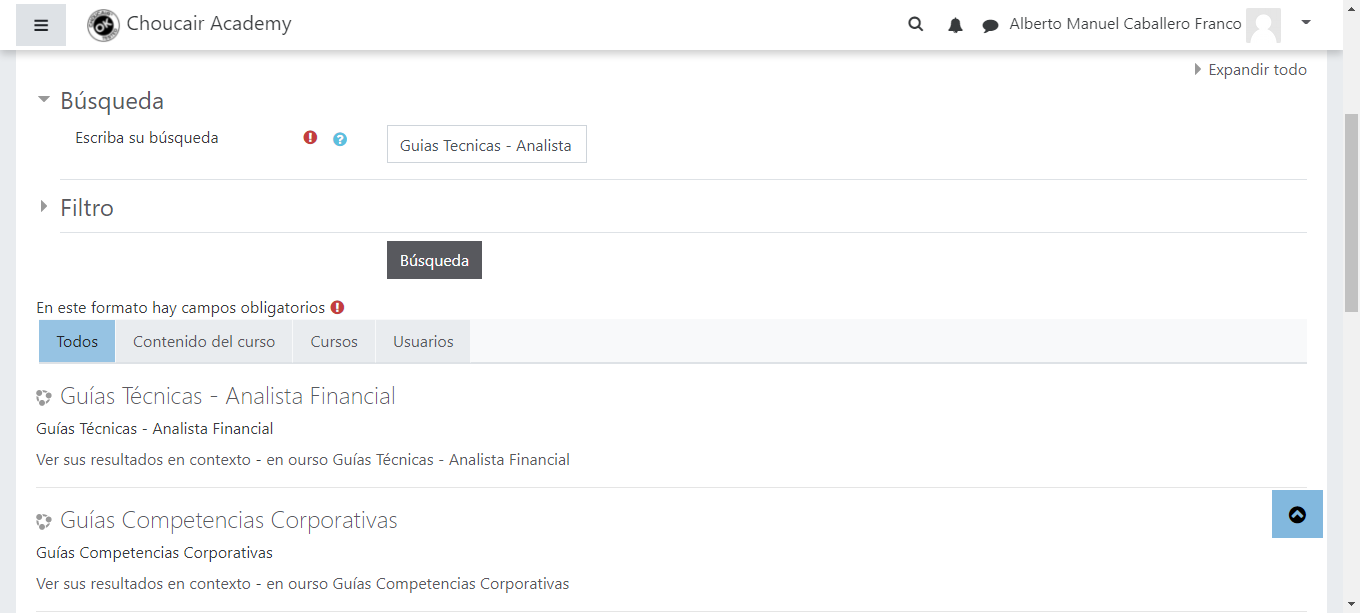 Choucair Academy
Alberto Manuel Caballero Franco
Expandir todo
Búsqueda
Escriba su búsqueda
Guias Tecnicas - Analista
Filtro
Búsqueda
En este formato hay campos obligatorios
Todos Contenido del curso Cursos Usuarios
Guías Técnicas - Analista Financial
Guías Técnicas - Analista Financial
Ver sus resultados en contexto - en ourso Guías Técnicas - Analista Financial
Guías Competencias Corporativas
Guías Competencias Corporativas
Ver sus resultados en contexto - en ourso Guías Competencias Corporativas